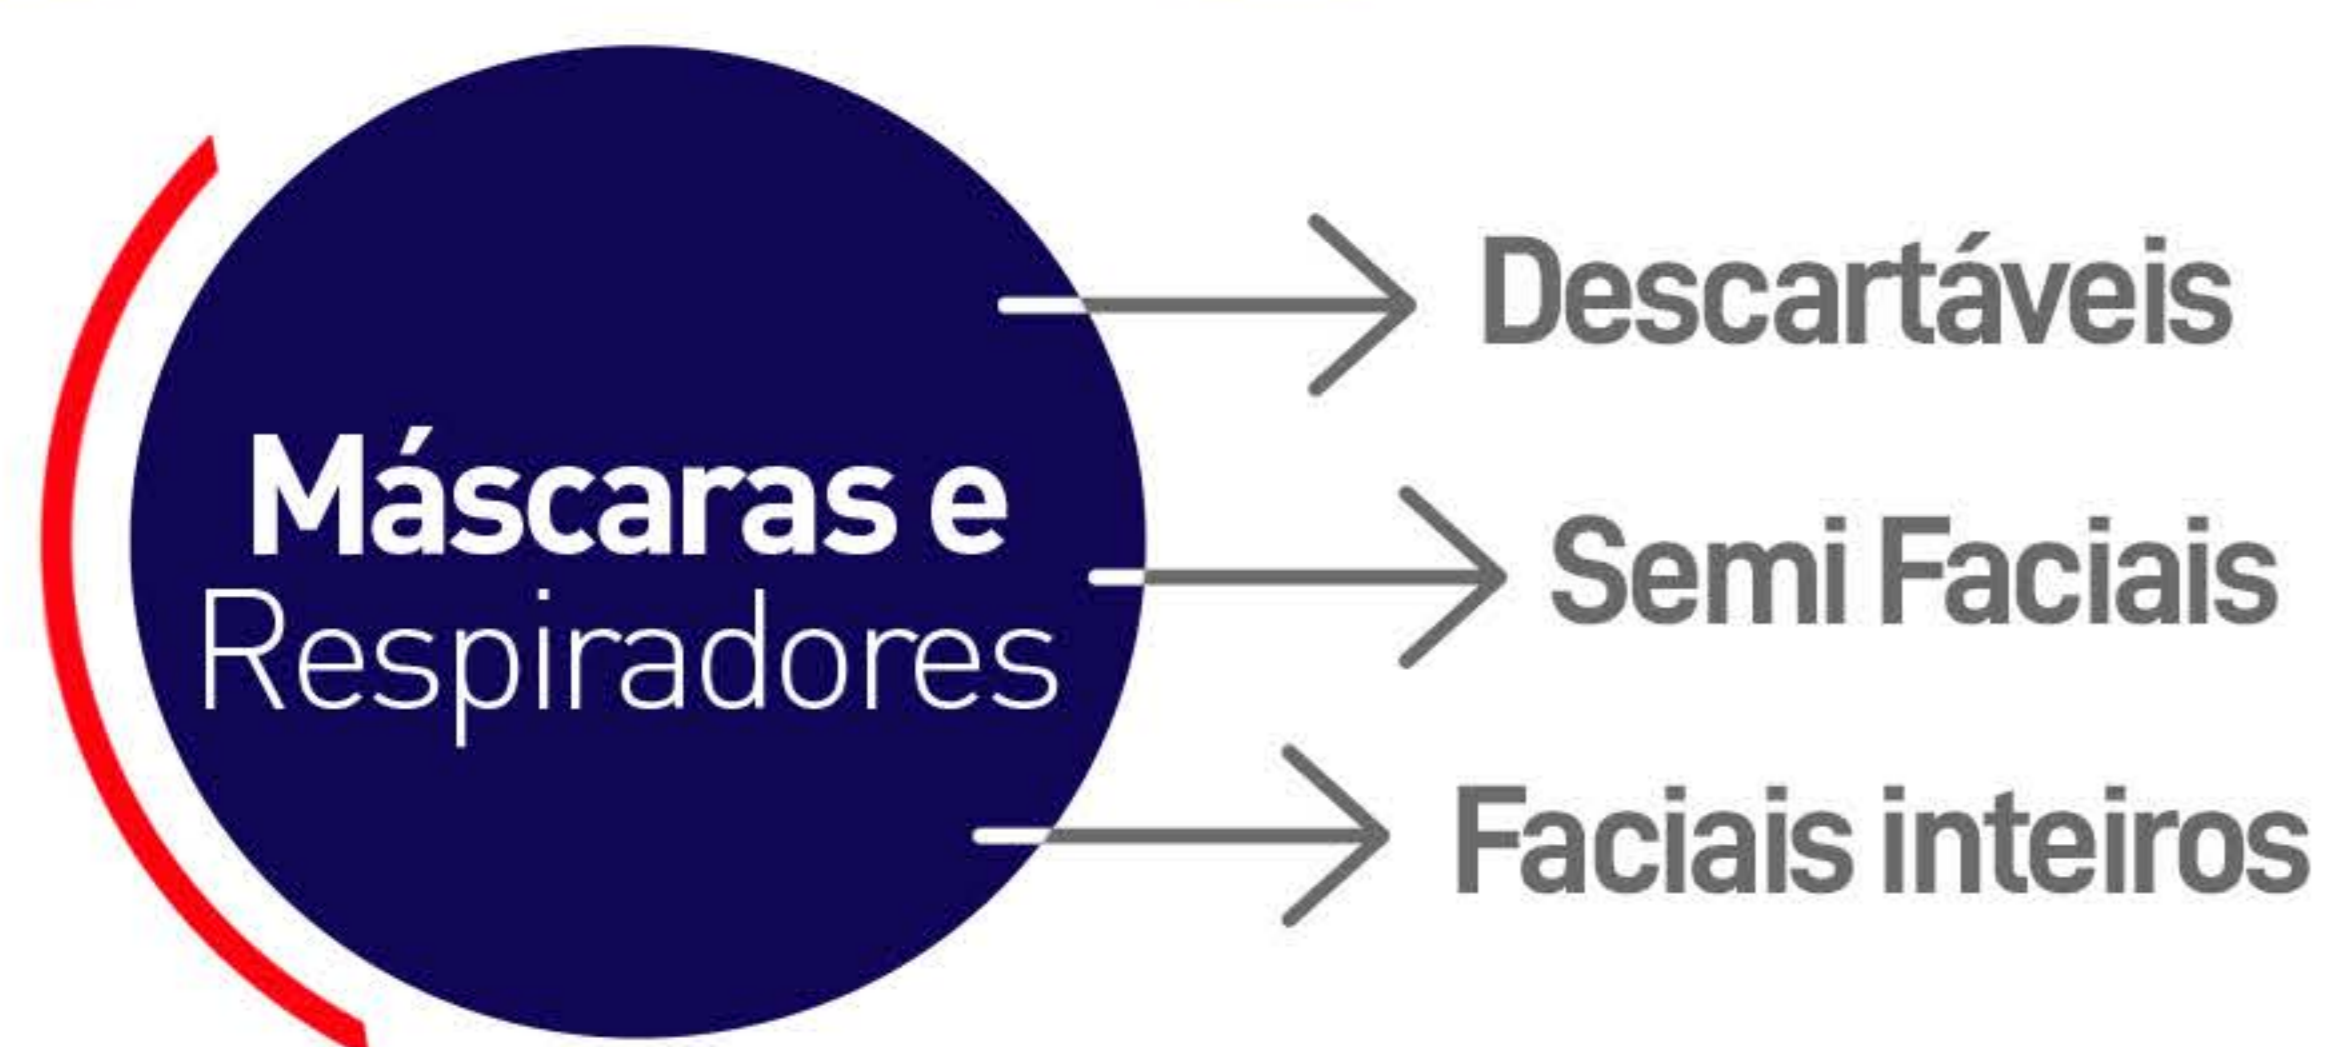 Máscaras e
Respiradores
Descartáveis
Semi Faciais
Faciais inteiros